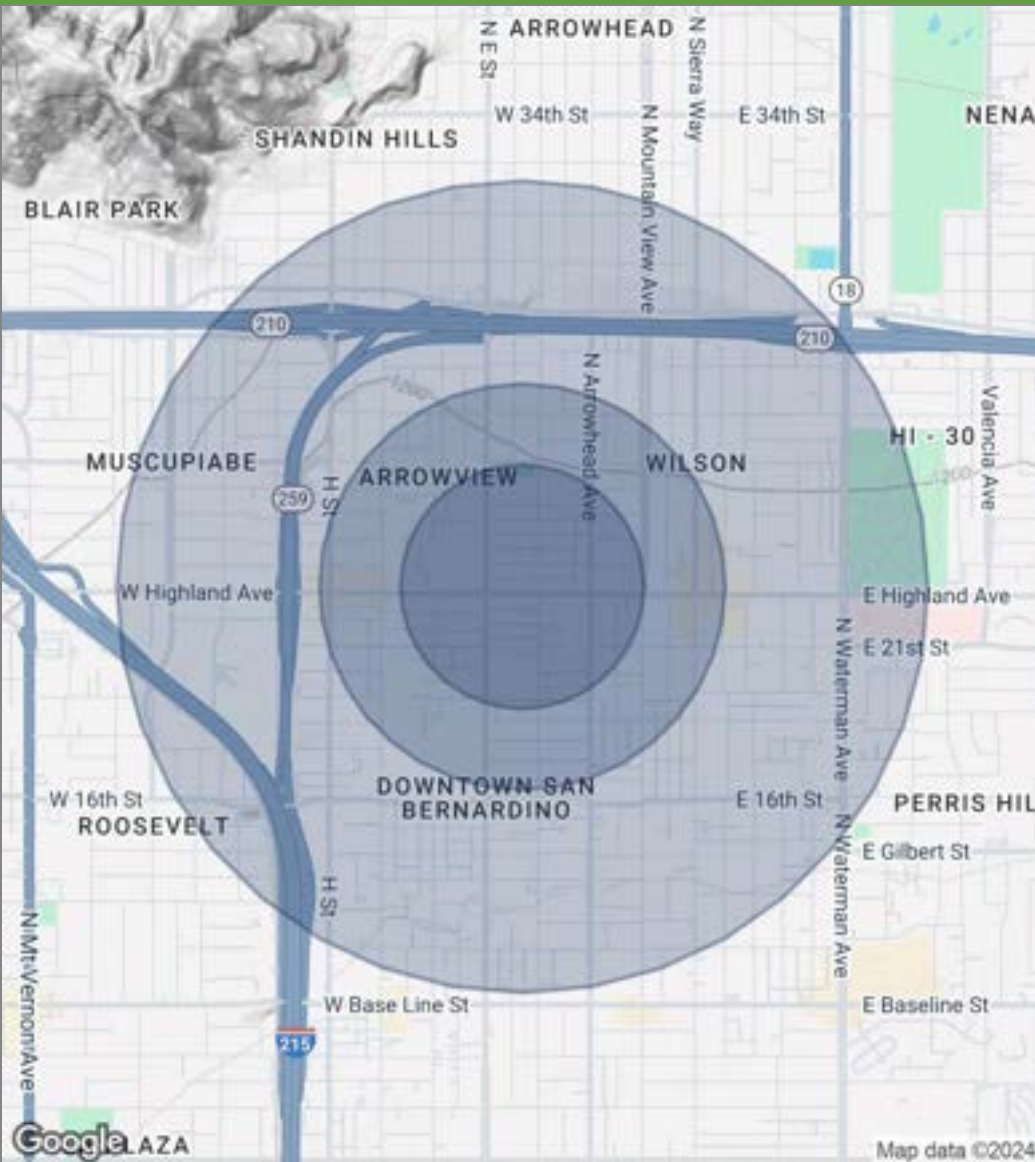 N E St
ARROWHEAD
N Sierra Way
W 34th St
N Mountain View Ave
E 34th St
NENA
SHANDIN HILLS
BLAIR PARK
18
210
210
N Arrowhead Ave
1200
Valencia Ave
HI - 30
MUSCUPIABE
ARROWVIEW
WILSON
1200
259
H St
W Highland Ave
E Highland Ave
N Waterman Ave
E 21st St
DOWNTOWN SAN
BERNARDINO
W 16th St
E 16th St
PERRIS HIL
ROOSEVELT
N Waterman Ave
E Gilbert St
H St
N Mt Vernon Ave
W Base Line St
E Baseline St
215
Google
LAZA
Map data ©2024